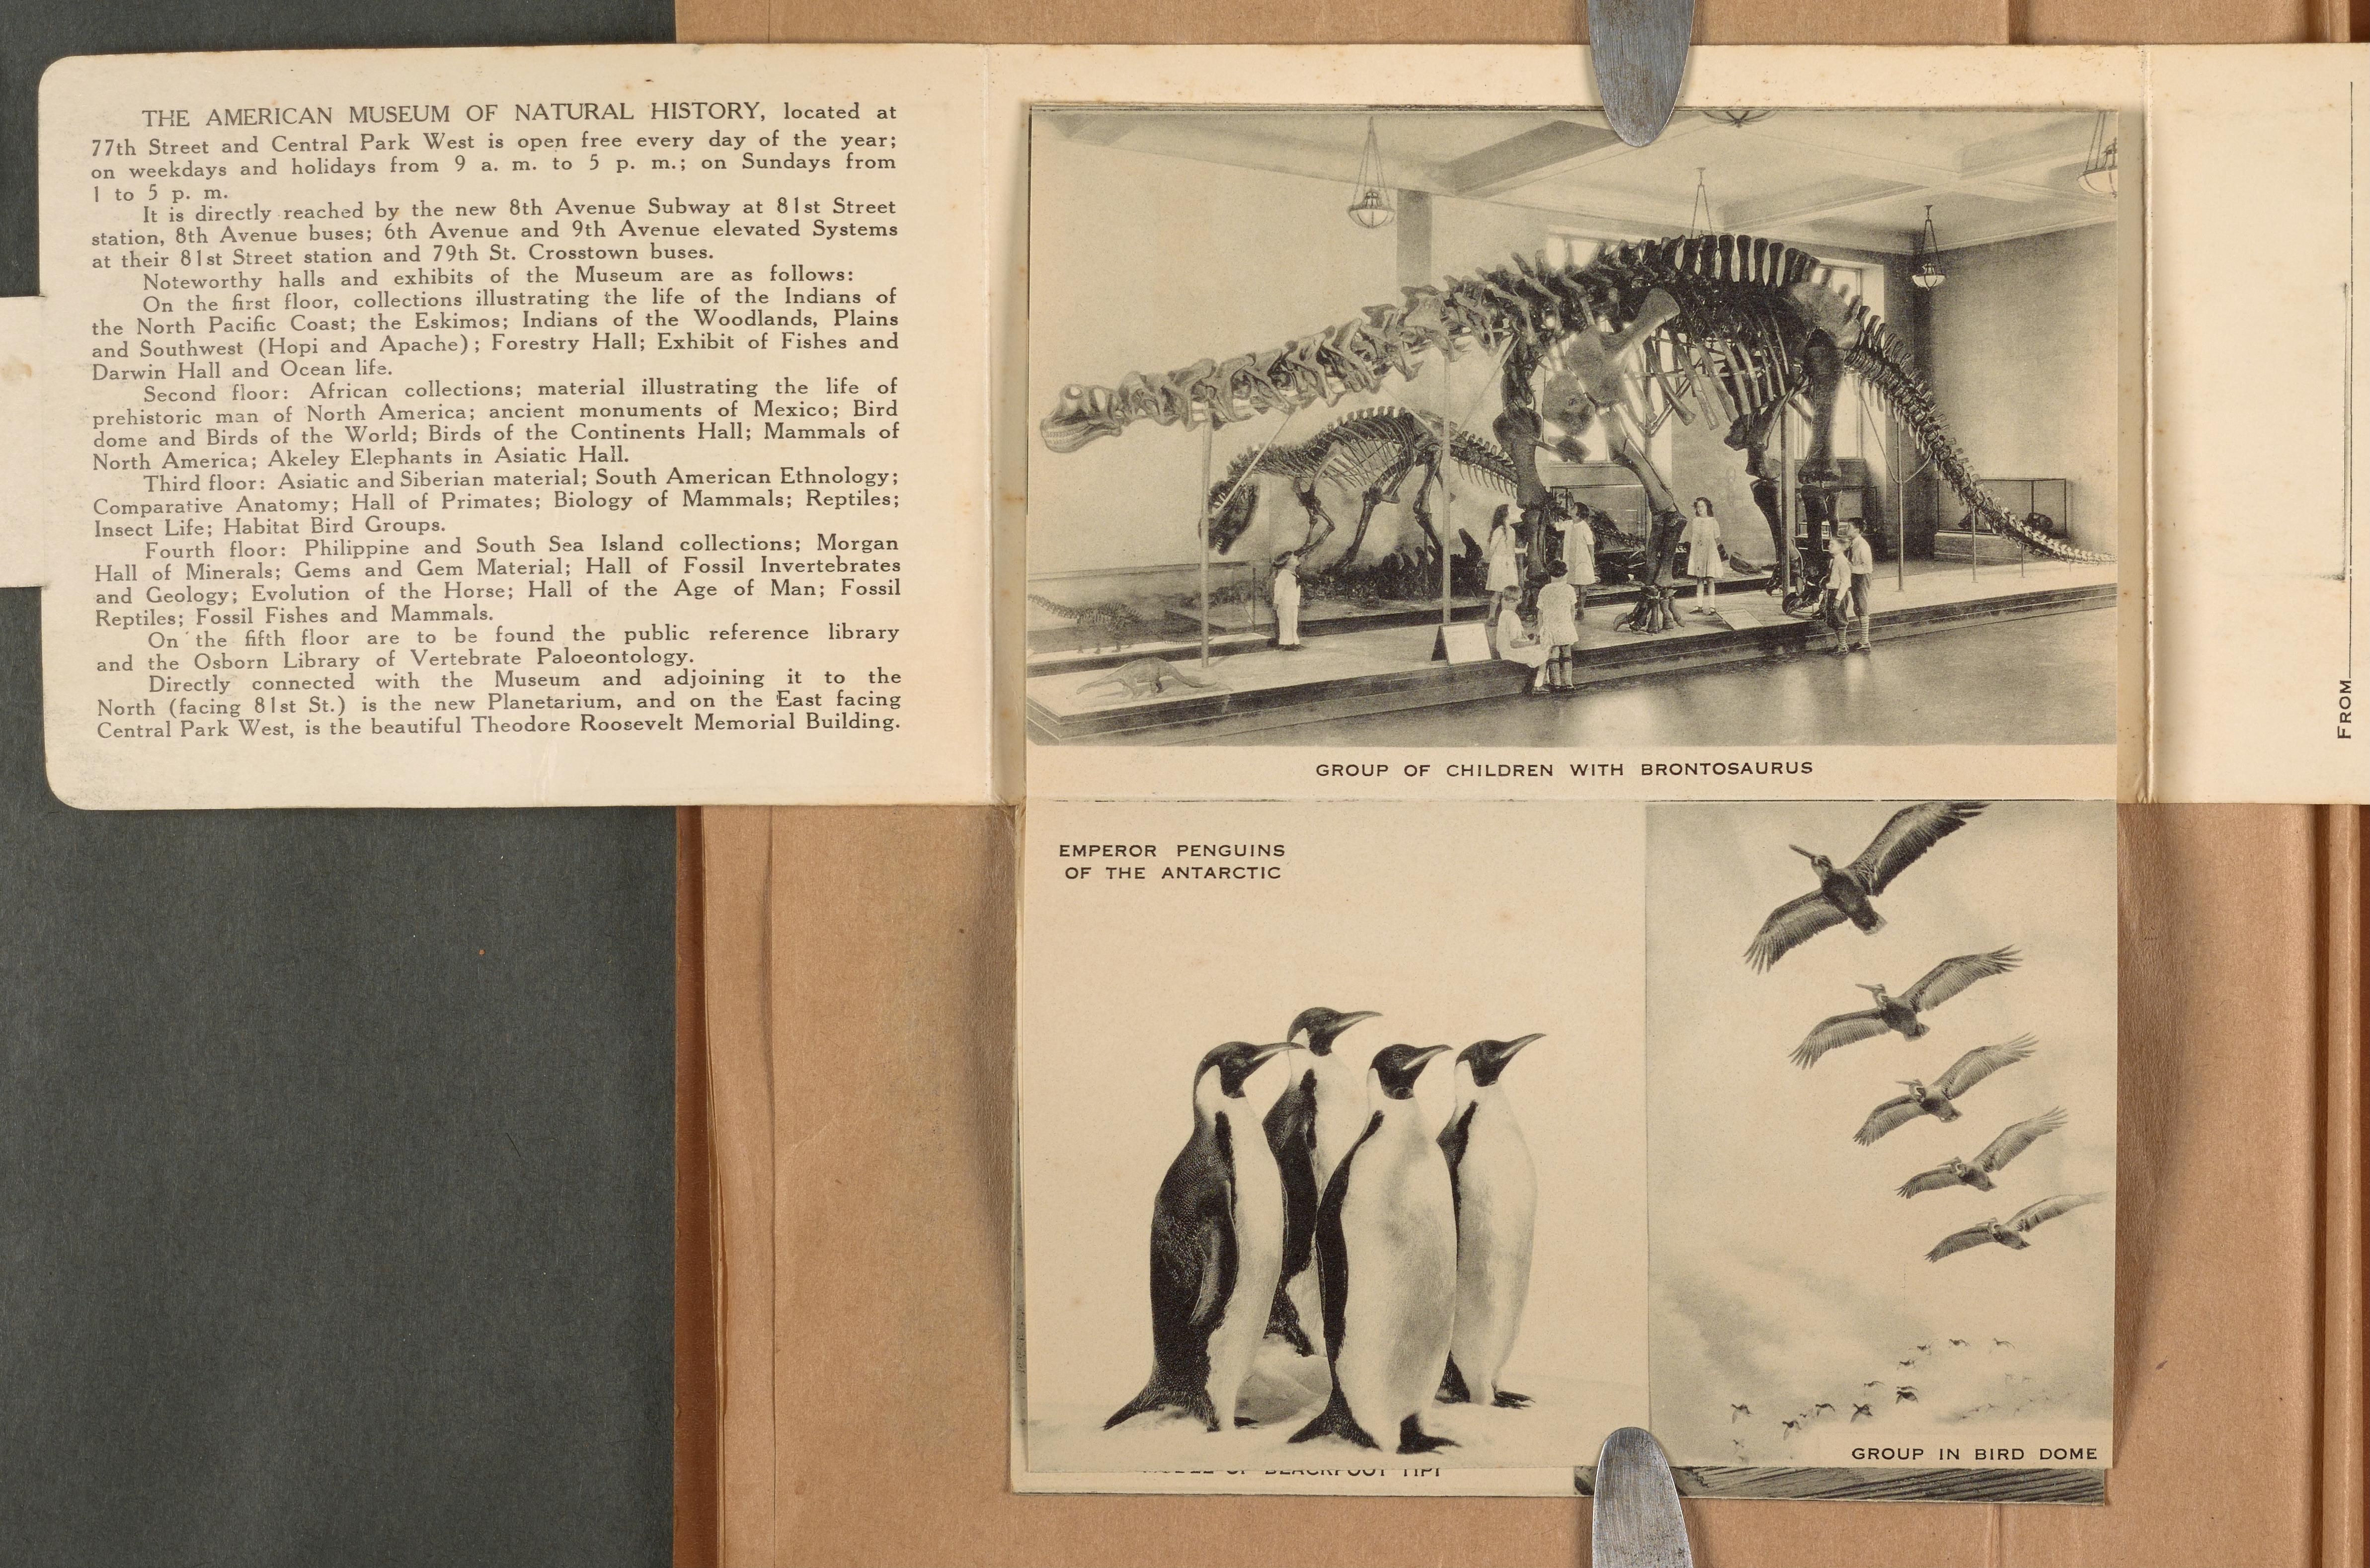 THE AMERICAN MUSEUM OF NATURAL HISTORY, located at
77th Street and Central Park West is open free every day of the year;
on weekdays and holidays from 9 a. m. to 5 p. m.; on Sundays from
1 to 5 p. m.
It is directly reached by the new 8th Avenue Subway at 81st Street
station, 8th Avenue buses; 6th Avenue and 9th Avenue elevated Systems
at their 81st Street station and 79th St. Crosstown buses.
Noteworthy halls and exhibits of the Museum are as follows:
On the first floor, collections illustrating the life of the Indians of
the North Pacific Coast; the Eskimos; Indians of the Woodlands, Plains
and Southwest (Hopi and Apache); Forestry Hall; Exhibit of Fishes and
Darwin Hall and Ocean life.
Second floor: African collections; material illustrating the life of
prehistoric man of North America; ancient monuments of Mexico; Bird
dome and Birds of the World; Birds of the Continents Hall; Mammals of
North America; Akeley Elephants in Asiatic Hall.
Third floor: Asiatic and Siberian material; South American Ethnology;
Comparative Anatomy; Hall of Primates; Biology of Mammals; Reptiles;
Insect Life; Habitat Bird Groups.
Fourth floor: Philippine and South Sea Island collections; Morgan
Hall of Minerals; Gems and Gem Material; Hall of Fossil Invertebrates
and Geology; Evolution of the Horse; Hall of the Age of Man; Fossil
Reptiles; Fossil Fishes and Mammals.
On the fifth floor are to be found the public reference library
and the Osborn Library of Vertebrate Paloeontology.
Directly connected with the Museum and adjoining it to the
North (facing 81st St.) is the new Planetarium, and on the East facing
Central Park West, is the beautiful Theodore Roosevelt Memorial Building.
GROUP OF CHILDREN WITH BRONTOSAURUS
EMPEROR PENGUINS
OF THE ANTARCTIC
GROUP IN BIRD DOME
OF BLACKFOOT TIPI
FROM